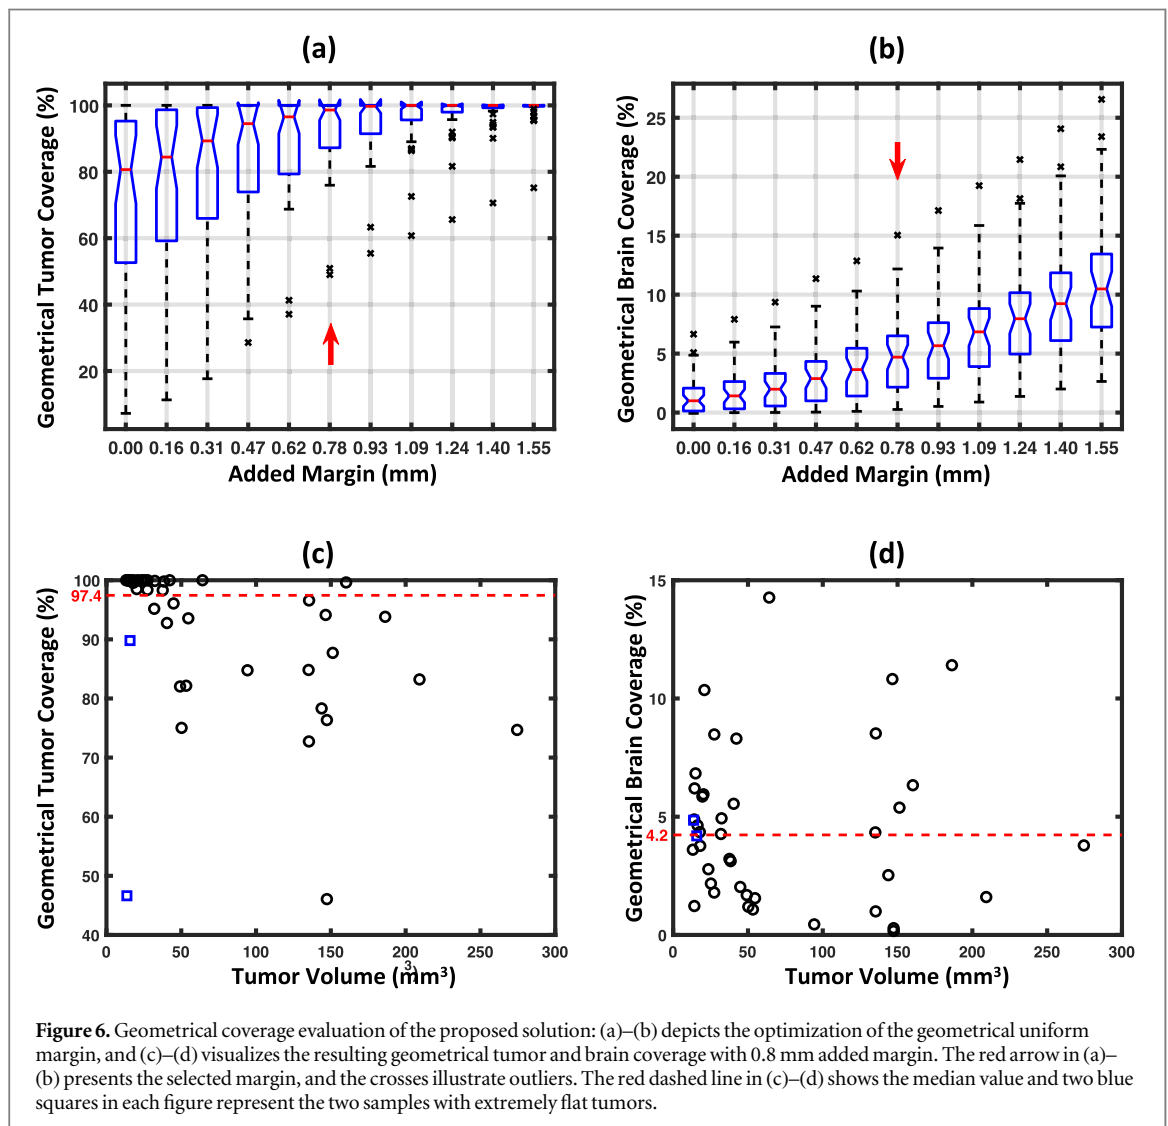 (a)
Geometrical Tumor Coverage (%)
100
80
60
40
20
0.00 0.16 0.31 0.47 0.62 0.78 0.93 1.09 1.24 1.40 1.55
Added Margin (mm)
(b)
Geometrical Brain Coverage (%)
25
20
15
10
5
0
0.00 0.16 0.31 0.47 0.62 0.78 0.93 1.09 1.24 1.40 1.55
Added Margin (mm)
(c)
Geometrical Tumor Coverage (%)
100
97.4
90
80
70
60
50
40
0 50 100 150 200 250 300
Tumor Volume (mm³)
3
(d)
Geometrical Brain Coverage (%)
15
10
5
4.2
0
0 50 100 150 200 250 300
Tumor Volume (mm³)
Figure 6. Geometrical coverage evaluation of the proposed solution: (a)–(b) depicts the optimization of the geometrical uniform
margin, and (c)–(d) visualizes the resulting geometrical tumor and brain coverage with 0.8 mm added margin. The red arrow in (a)–
(b) presents the selected margin, and the crosses illustrate outliers. The red dashed line in (c)–(d) shows the median value and two blue
squares in each figure represent the two samples with extremely flat tumors.